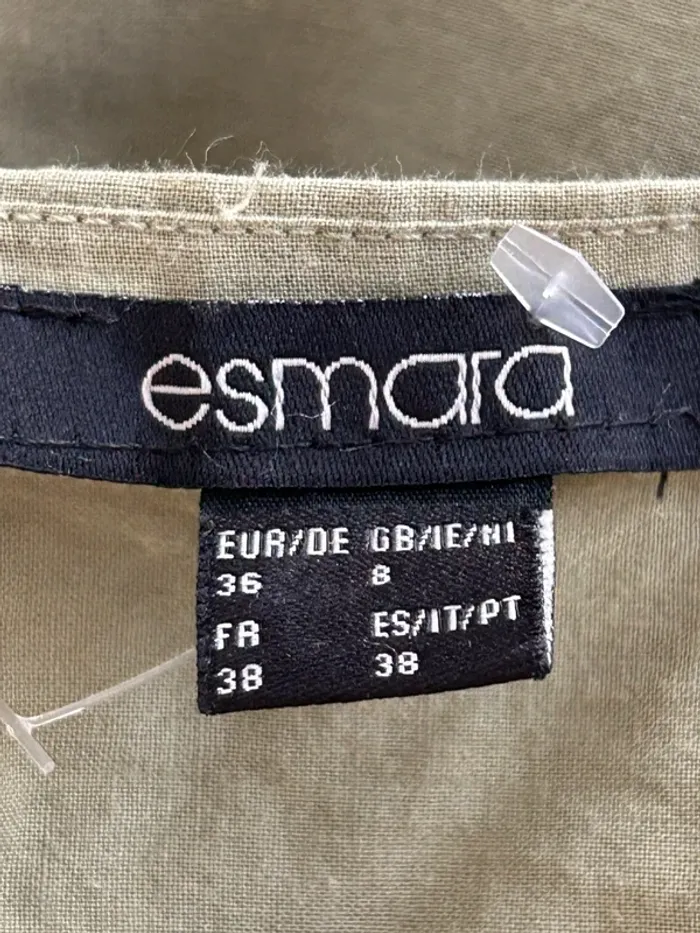 esmara
EUR/DE GB/IE/NI
36 8
FR ES/IT/PT
38 38